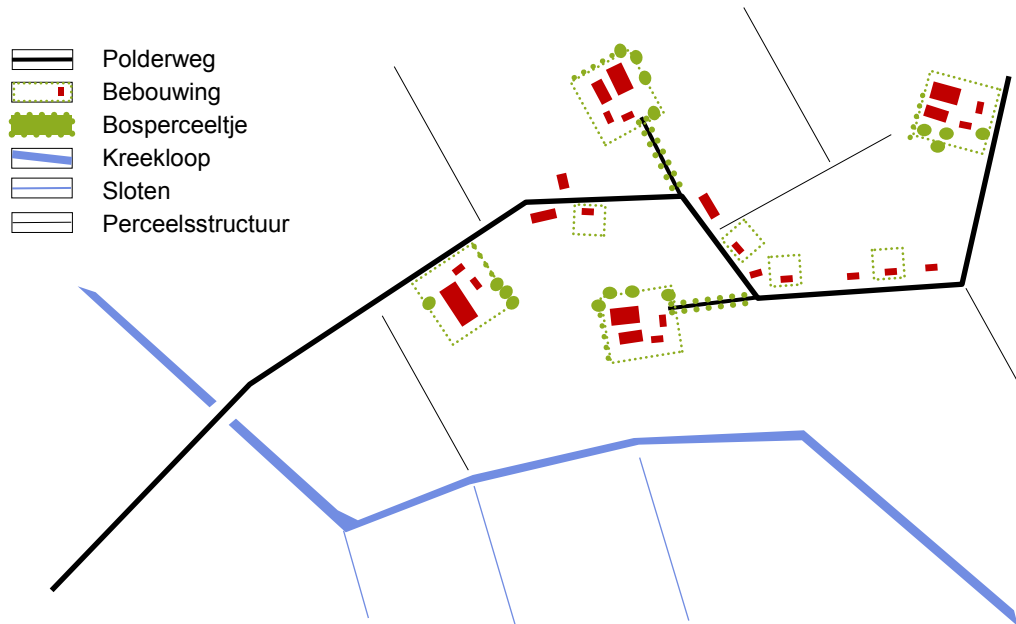 Polderweg
Bebouwing
Bosperceeltje
Kreekloop
Sloten
Perceelsstructuur